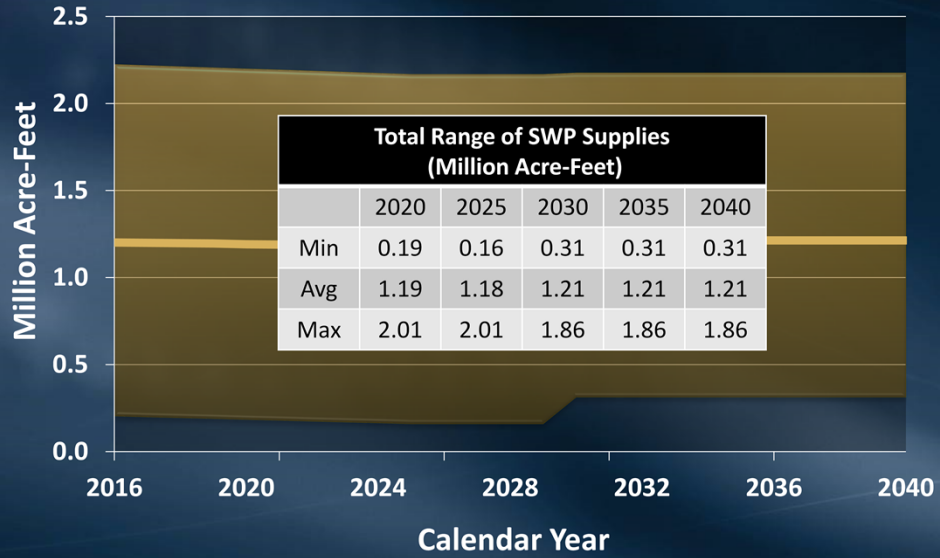 2.5
2.0
1.5
1.0
0.5
0.0
Million Acre-Feet
Total Range of SWP Supplies
(Million Acre-Feet)
2020 2025 2030 2035 2040
Min 0.19 0.16 0.31 0.31 0.31
Avg 1.19 1.18 1.21 1.21 1.21
Max 2.01 2.01 1.86 1.86 1.86
2016 2020 2024 2028 2032 2036 2040
Calendar Year